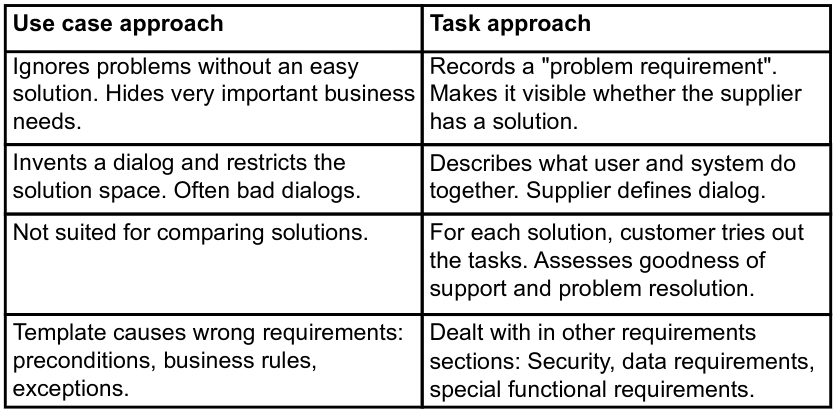 Use case approach
Task approach
Ignores problems without an easy
solution. Hides very important business
needs.
Records a "problem requirement".
Makes it visible whether the supplier
has a solution.
Invents a dialog and restricts the
solution space. Often bad dialogs.
Describes what user and system do
together. Supplier defines dialog.
Not suited for comparing solutions.
For each solution, customer tries out
the tasks. Assesses goodness of
support and problem resolution.
Template causes wrong requirements:
preconditions, business rules,
exceptions.
Dealt with in other requirements
sections: Security, data requirements,
special functional requirements.